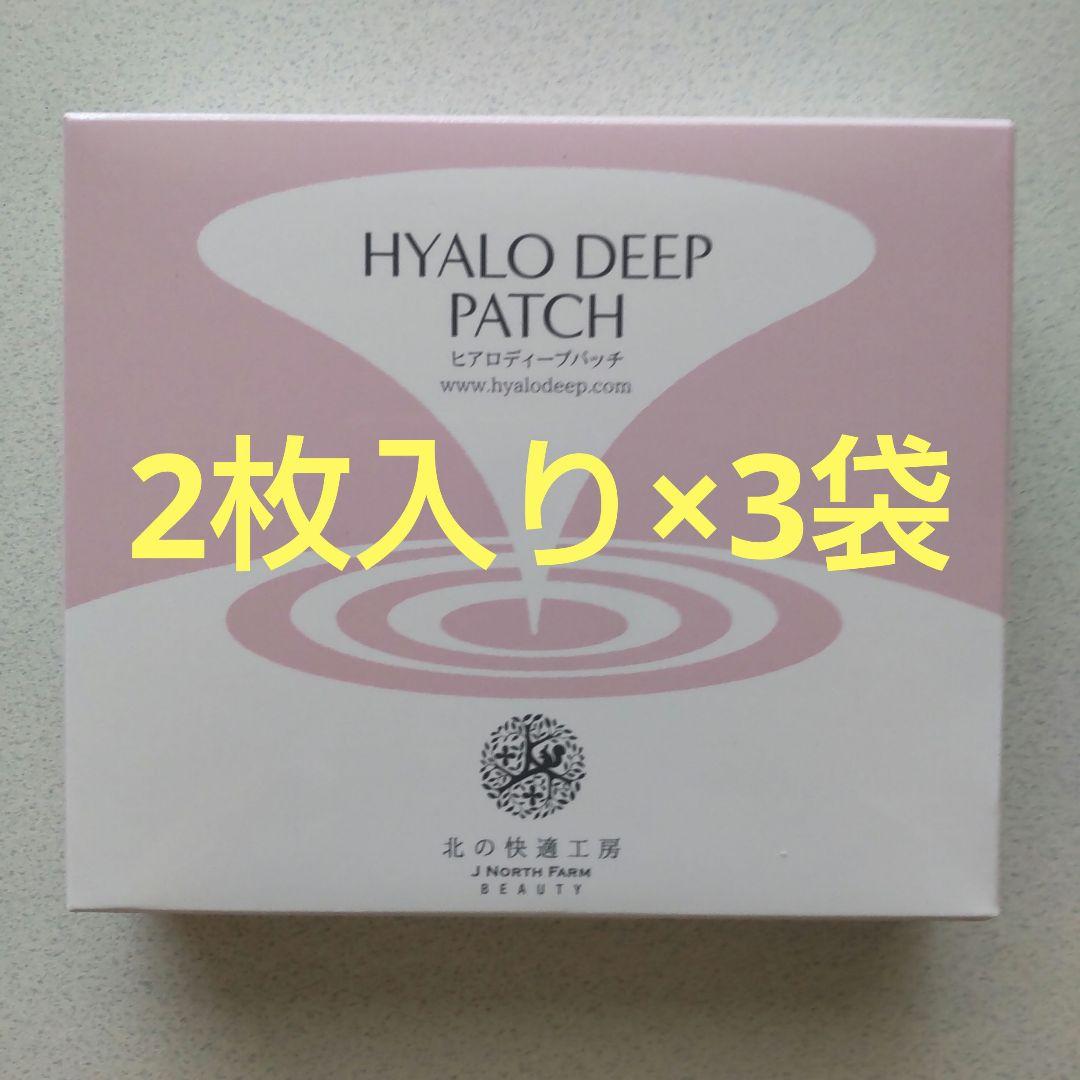 HYALO DEEP
PATCH
ヒアロディープパッチ
www.hyalodeep.com
2枚入り×3袋
北の快適工房
J NORTH FARM
BEAUTY